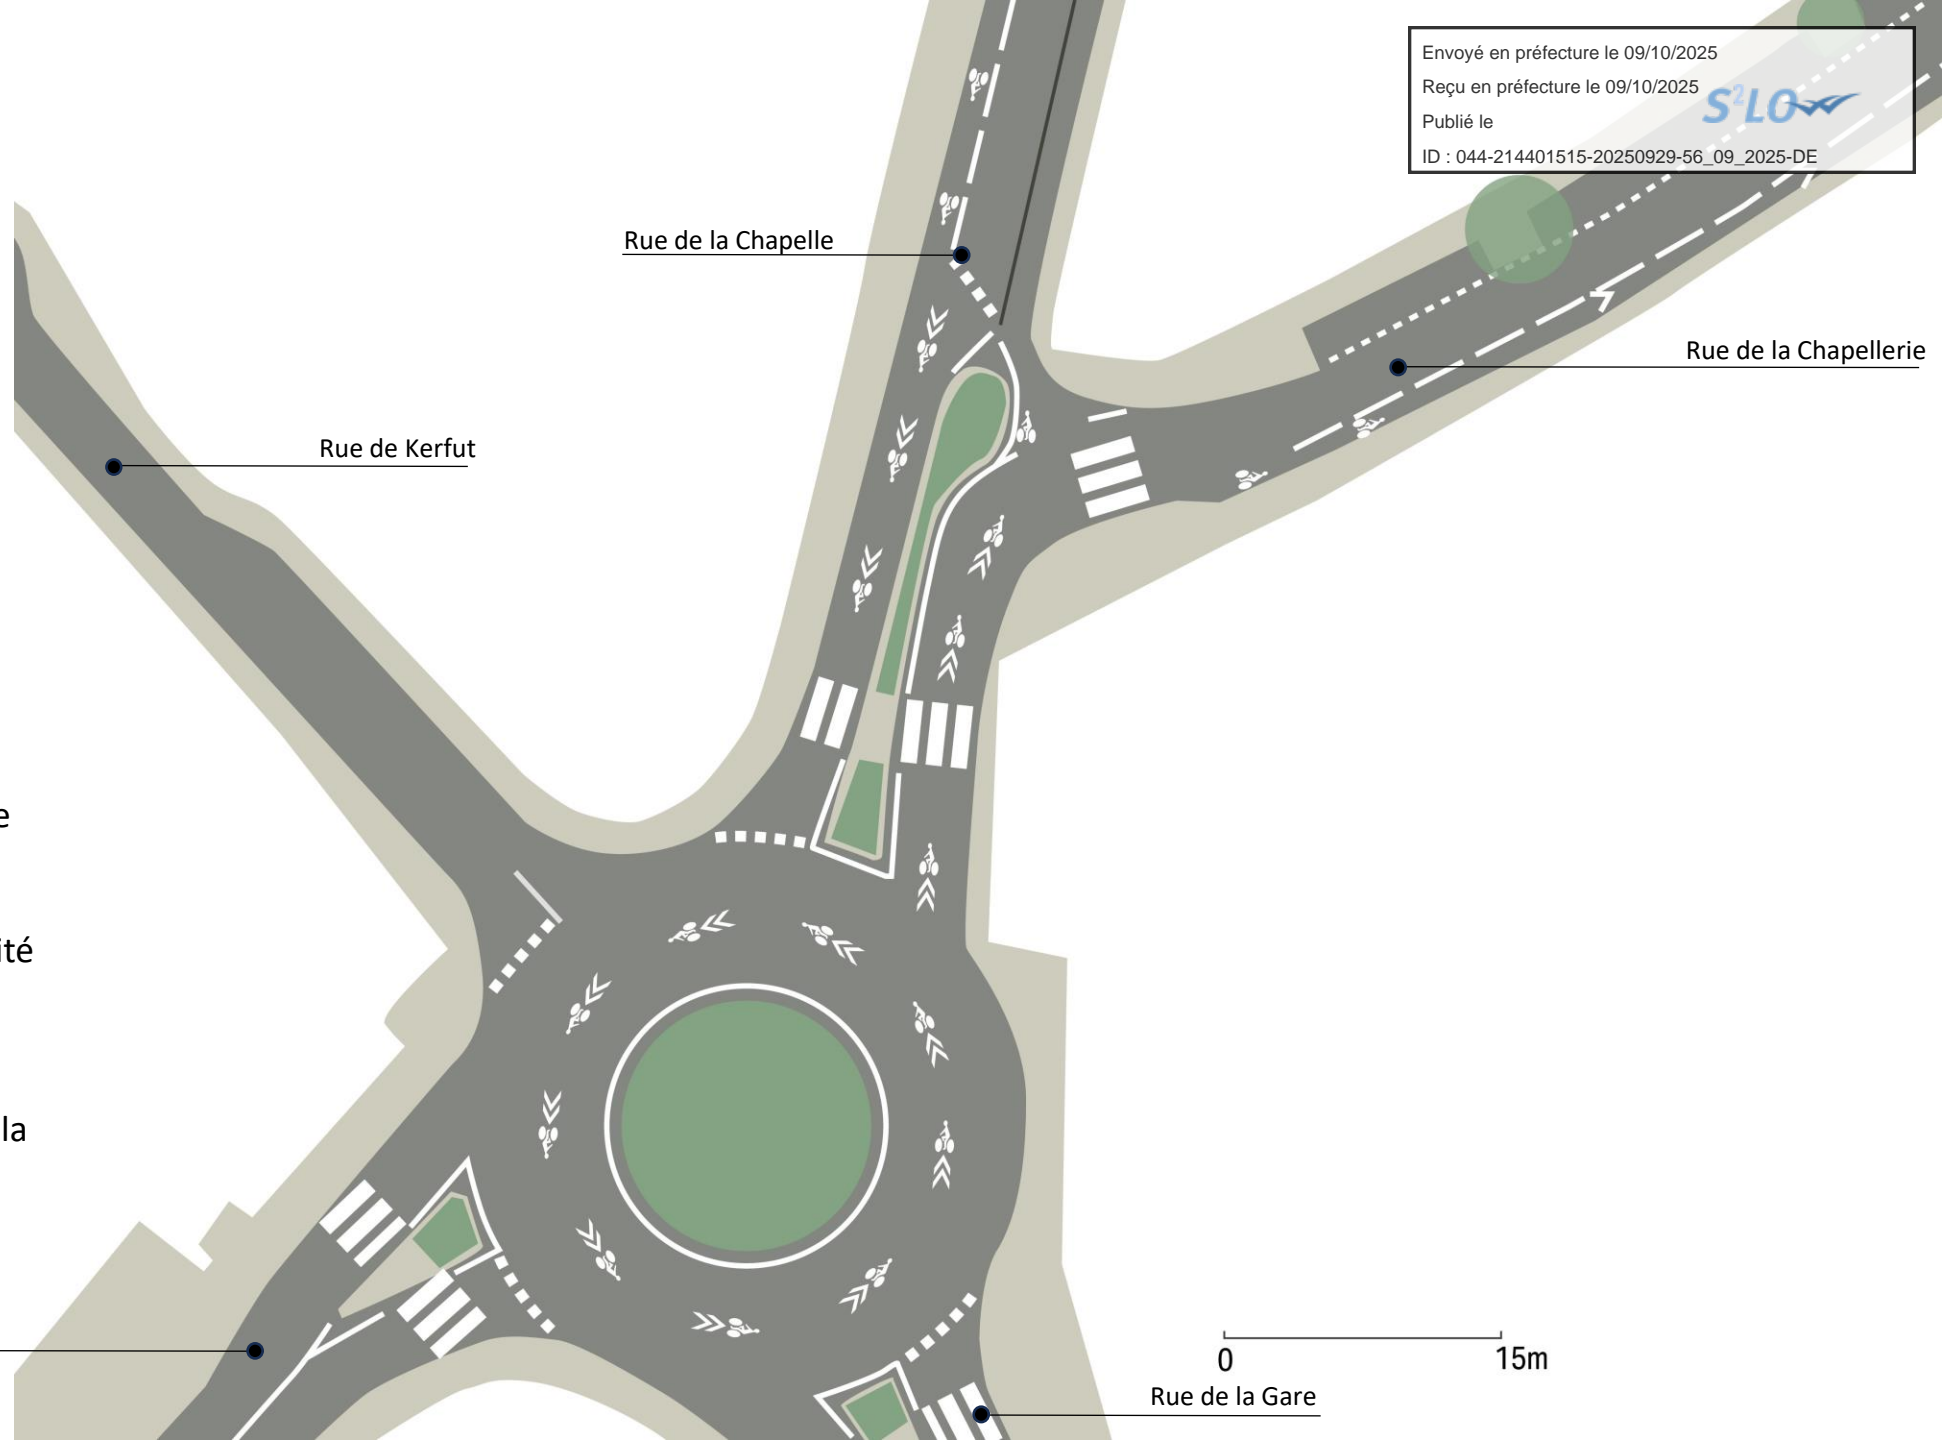 Envoyé en préfecture le 09/10/2025
Reçu en préfecture le 09/10/2025
S²LO
Publié le
ID : 044-214401515-20250929-56_09_2025-DE
Rue de la Chapelle
Rue de la Chapellerie
Rue de Kerfut
e
ité
la
0 15m
Rue de la Gare